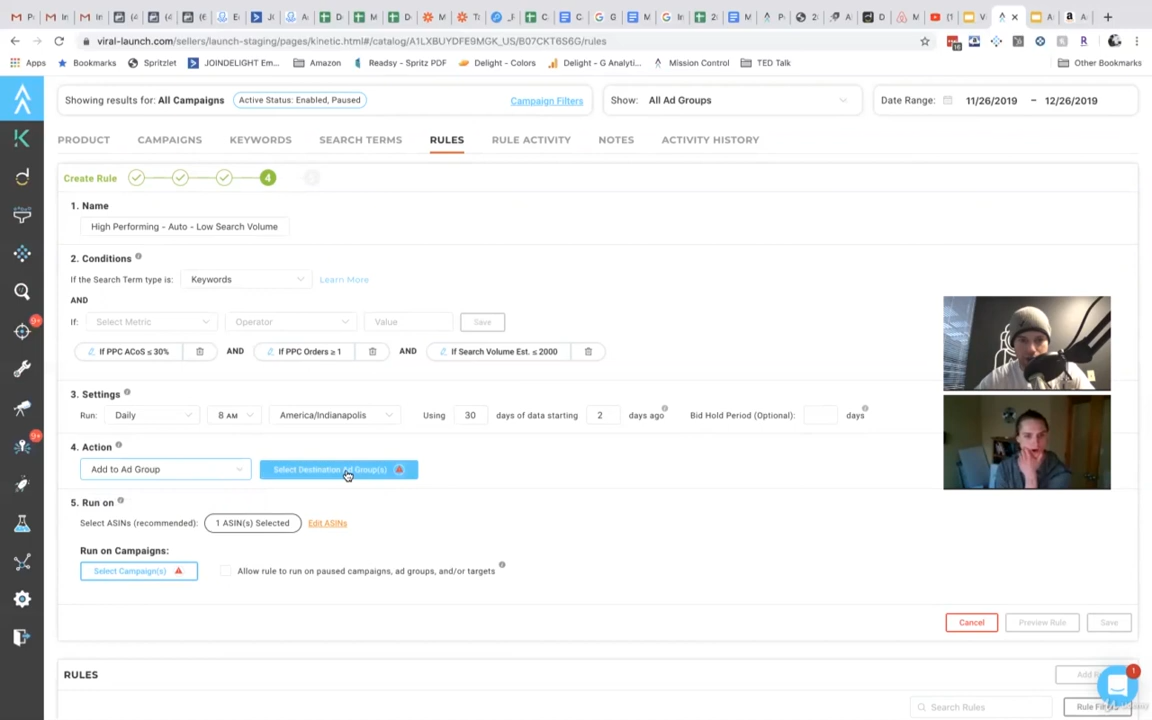 viral-launch.com/sellers/launch-staging/pages/kinetic.html#/catalog/A1LXBUYDFE9MGK_US/B07CKT6S6G/rules
Apps Bookmarks Spritzlet JOINDELIGHT Em... Amazon Readsy - Spritz PDF Delight - Colors Delight - G Analyti... Mission Control TED Talk Other Bookmarks
Showing results for: All Campaigns Active Status: Enabled, Paused Campaign Filters Show: All Ad Groups Date Range: 11/26/2019 – 12/26/2019
PRODUCT CAMPAIGNS KEYWORDS SEARCH TERMS RULES RULE ACTIVITY NOTES ACTIVITY HISTORY
Create Rule 4 5
1. Name
High Performing - Auto - Low Search Volume
2. Conditions
If the Search Term type is: Keywords Learn More
AND
If: Select Metric Operator Value Save
If PPC ACoS ≤ 30% AND If PPC Orders ≥ 1 AND If Search Volume Est. ≤ 2000
3. Settings
Run: Daily 8 AM America/Indianapolis Using 30 days of data starting 2 days ago Bid Hold Period (Optional): days
4. Action
Add to Ad Group Select Destination Ad Group(s)
5. Run on
Select ASINs (recommended): 1 ASIN(s) Selected Edit ASINs
Run on Campaigns:
Select Campaign(s) Allow rule to run on paused campaigns, ad groups, and/or targets
Cancel Preview Rule Save
RULES
Search Rules
9+
9+
1